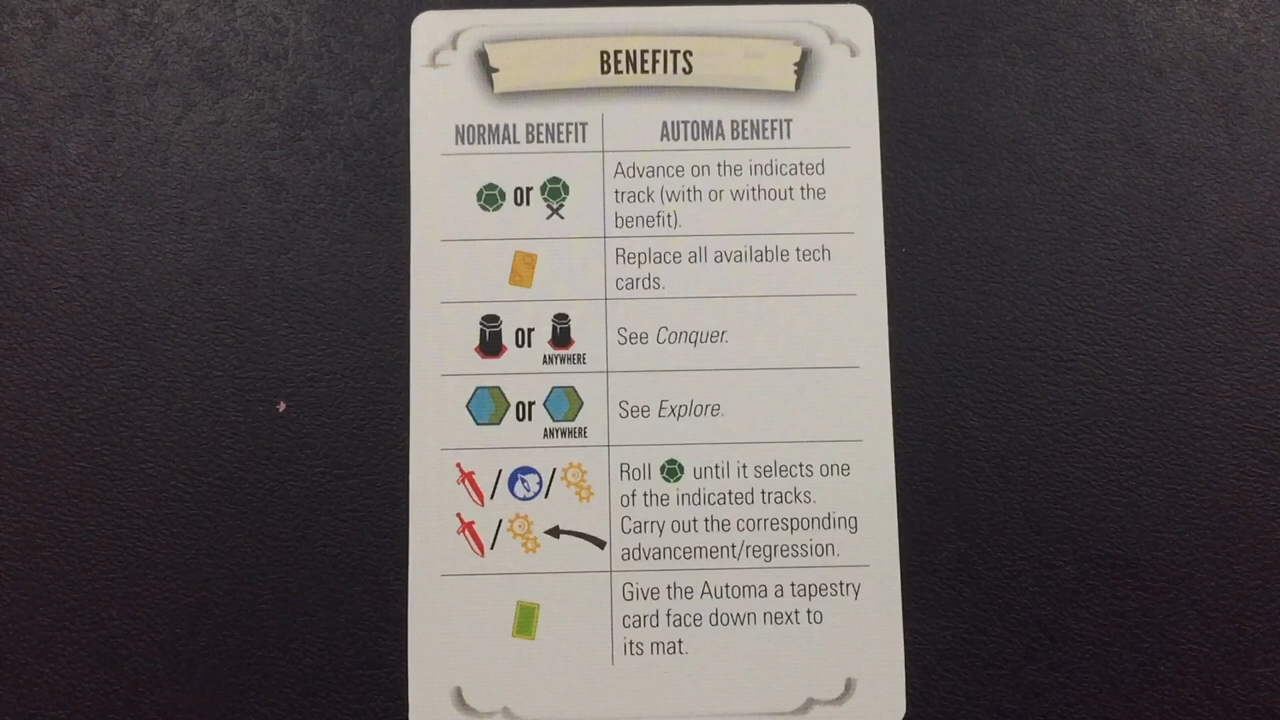 BENEFITS
NORMAL BENEFIT
AUTOMA BENEFIT
or
Advance on the indicated
track (with or without the
benefit).
Replace all available tech
cards.
or
ANYWHERE
See Conquer.
or
ANYWHERE
See Explore.
/ /
/
Roll until it selects one
of the indicated tracks.
Carry out the corresponding
advancement/regression.
Give the Automa a tapestry
card face down next to
its mat.